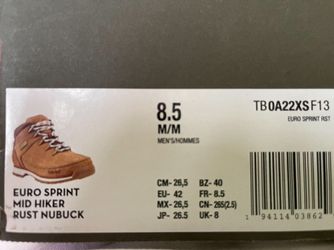 8.5
M/M
MEN'S/HOMMES
TB0A22XSF13
EURO SPRINT RST
EURO SPRINT
MID HIKER
RUST NUBUCK
CM- 26,5 BZ- 40
EU- 42 FR- 8.5
MX- 26,5 CN- 265(2.5)
JP- 26.5 UK- 8
1 94114 03862